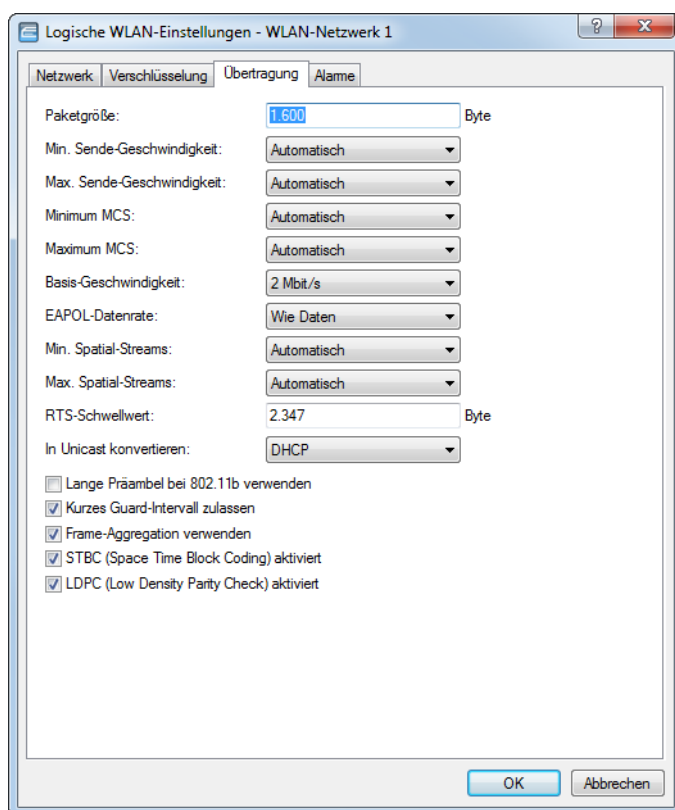 Logische WLAN-Einstellungen - WLAN-Netzwerk 1
Netzwerk Verschlüsselung Übertragung Alarme
Paketgröße: 1.600 Byte
Min. Sende-Geschwindigkeit: Automatisch
Max. Sende-Geschwindigkeit: Automatisch
Minimum MCS: Automatisch
Maximum MCS: Automatisch
Basis-Geschwindigkeit: 2 Mbit/s
EAPOL-Datenrate: Wie Daten
Min. Spatial-Streams: Automatisch
Max. Spatial-Streams: Automatisch
RTS-Schwellwert: 2.347 Byte
In Unicast konvertieren: DHCP
Lange Präambel bei 802.11b verwenden
Kurzes Guard-Intervall zulassen
Frame-Aggregation verwenden
STBC (Space Time Block Coding) aktiviert
LDPC (Low Density Parity Check) aktiviert
OK Abbrechen